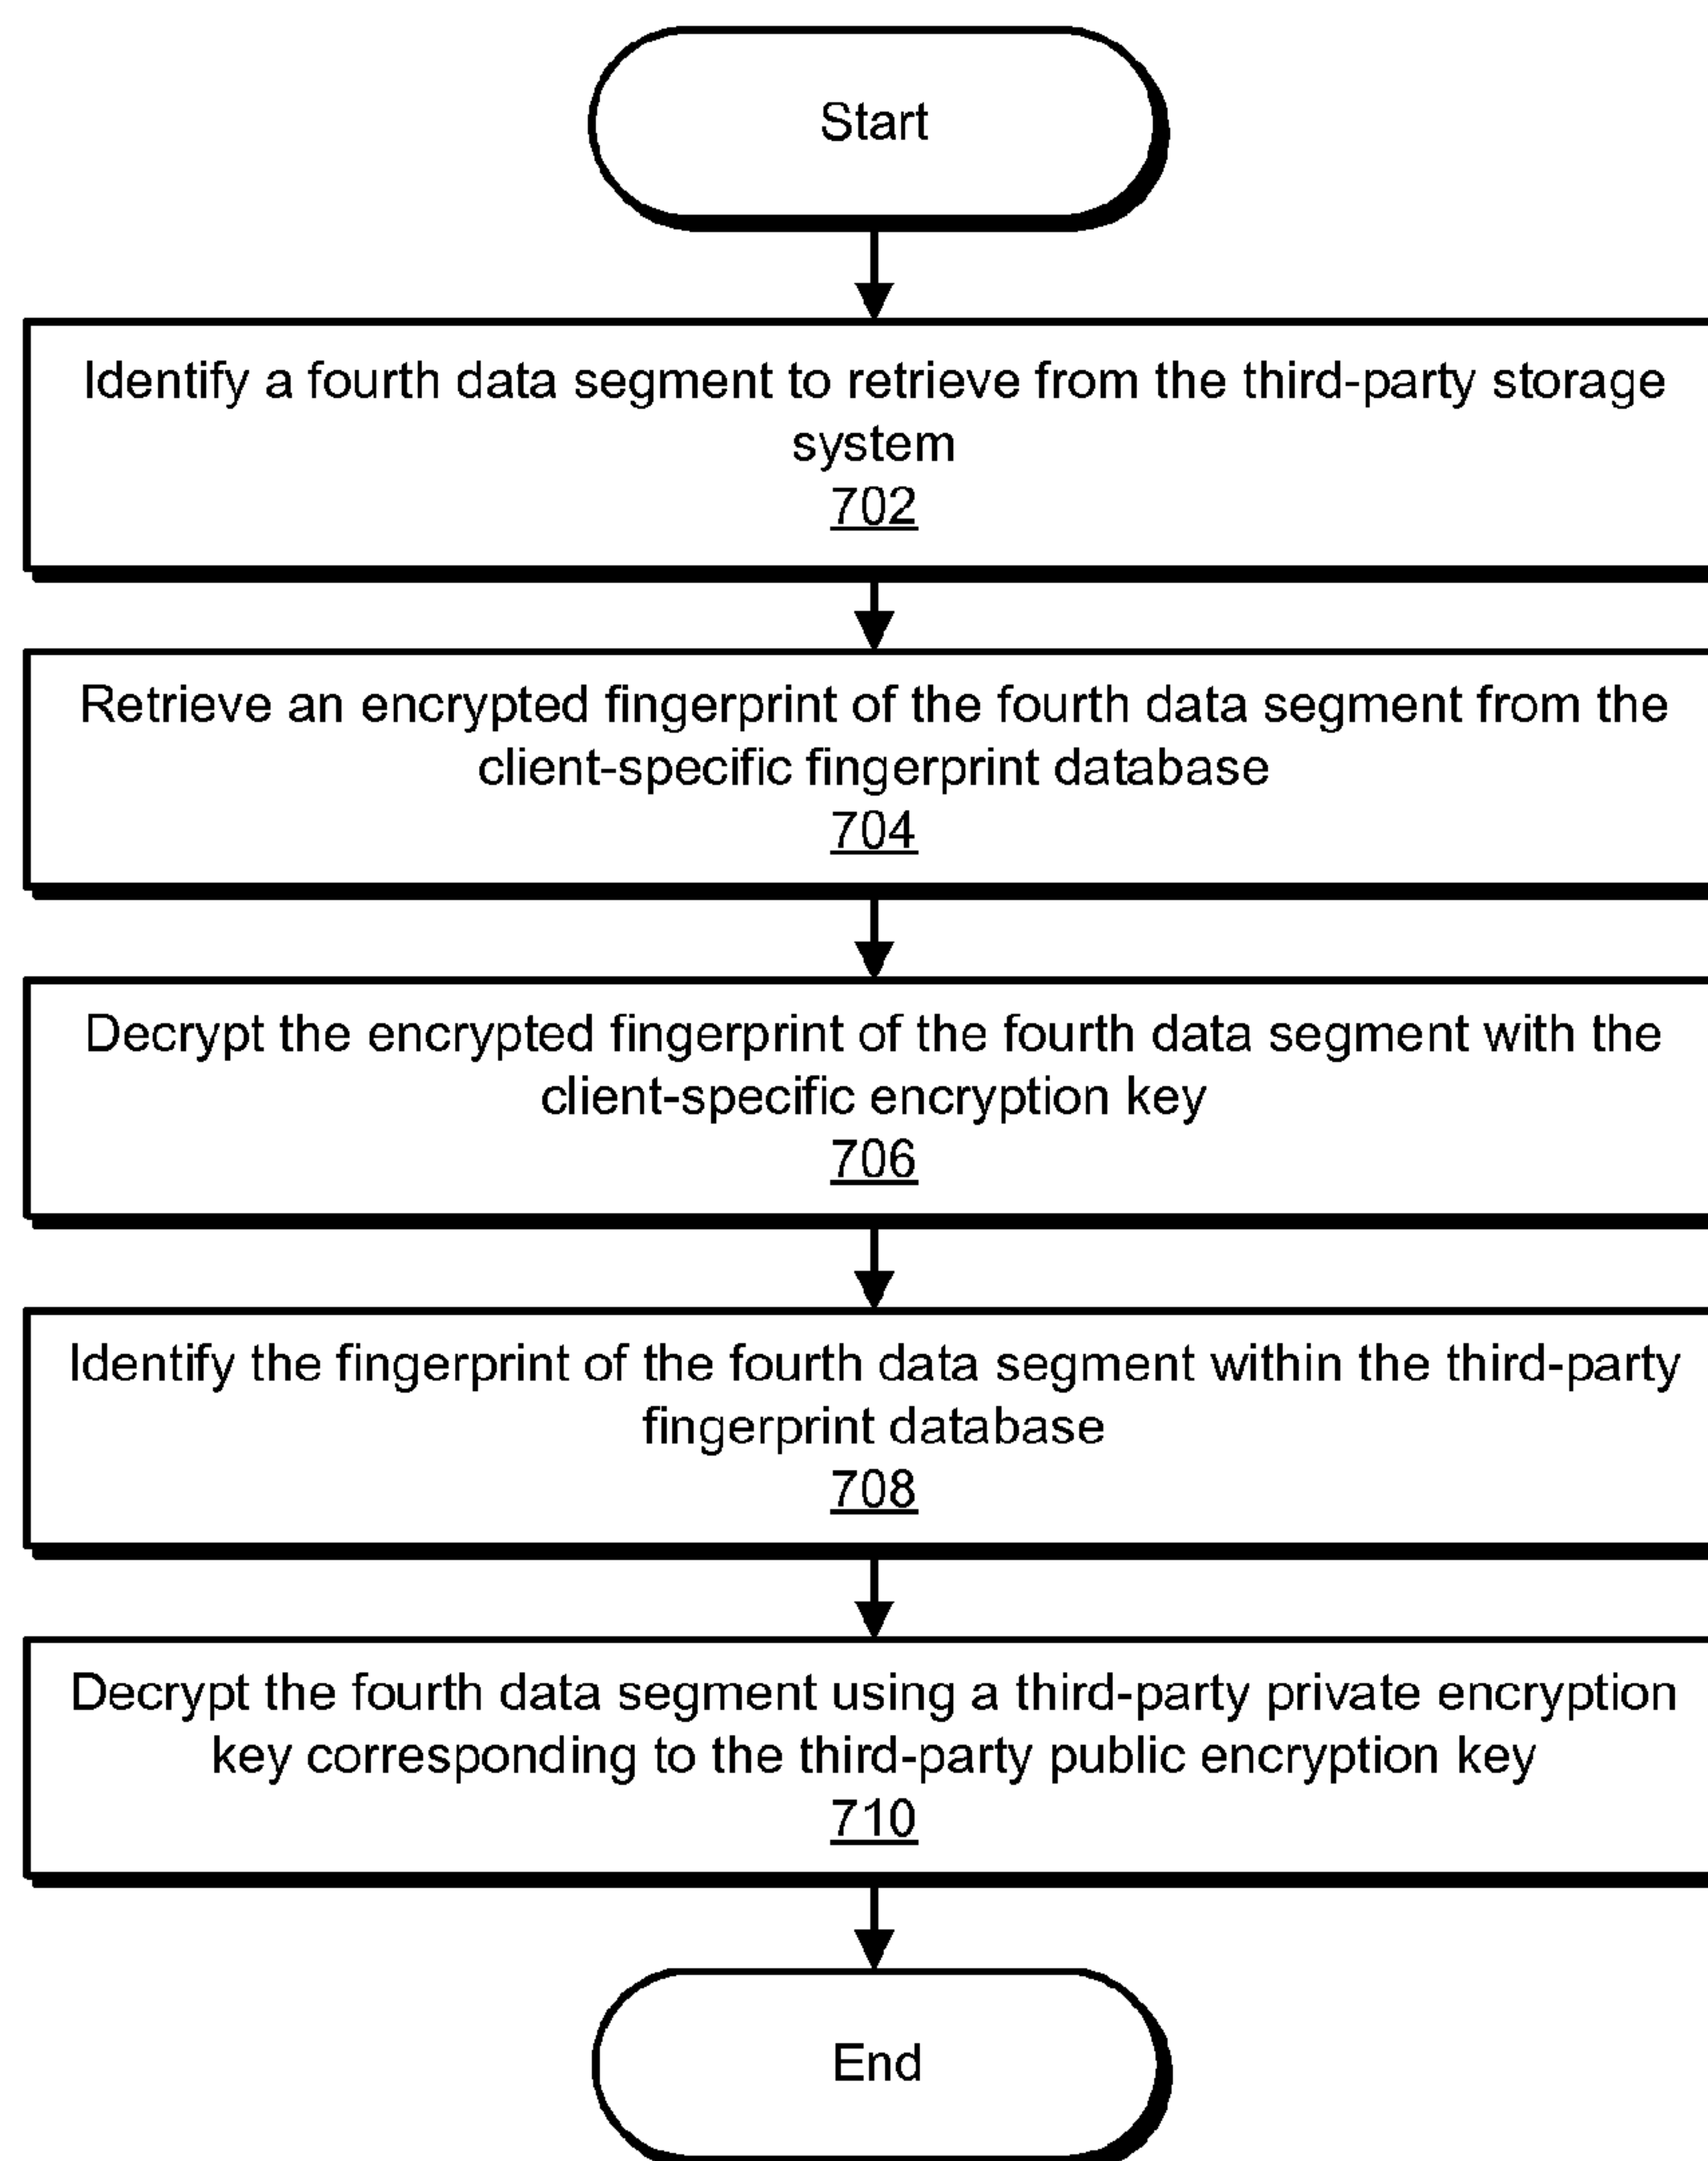 Start
Identify a fourth data segment to retrieve from the third-party storage
system
702
Retrieve an encrypted fingerprint of the fourth data segment from the
client-specific fingerprint database
704
Decrypt the encrypted fingerprint of the fourth data segment with the
client-specific encryption key
706
Identify the fingerprint of the fourth data segment within the third-party
fingerprint database
708
Decrypt the fourth data segment using a third-party private encryption
key corresponding to the third-party public encryption key
710
End